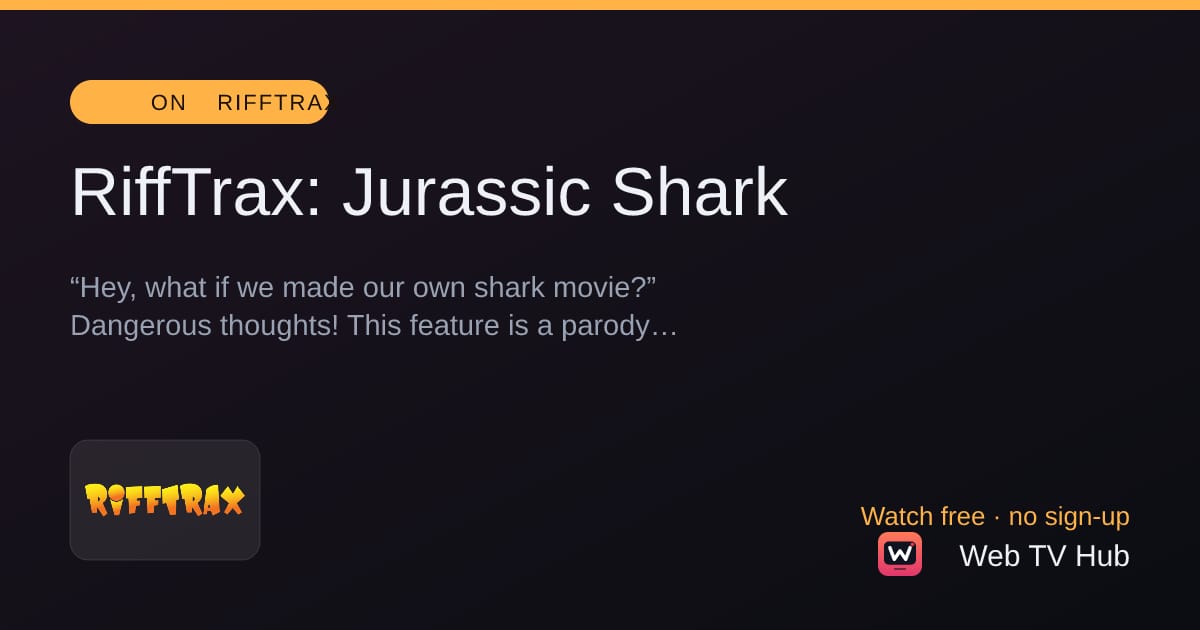 ON RIFFTRAX
RiffTrax: Jurassic Shark
“Hey, what if we made our own shark movie?”
Dangerous thoughts! This feature is a parody…
RIFFTRAX
Watch free · no sign-up
W
Web TV Hub